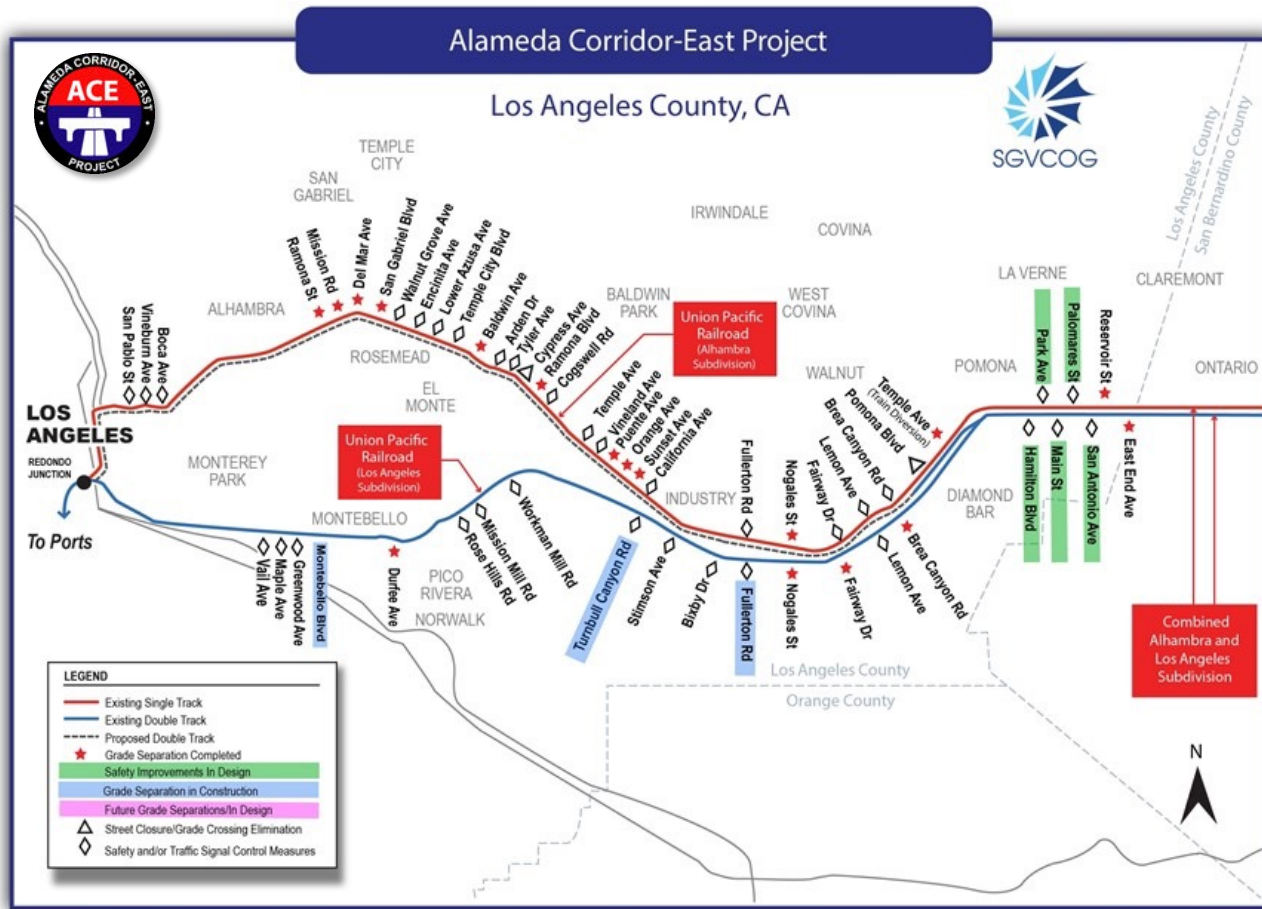 Alameda Corridor-East Project
Los Angeles County, CA
ALAMEDA CORRIDOR-EAST
ACE
PROJECT
SGVCOG
Los Angeles County
San Bernardino County
TEMPLE
CITY
SAN
GABRIEL
IRWINDALE
COVINA
LA VERNE
CLAREMONT
ALHAMBRA
BALDWIN
PARK
WEST
COVINA
ROSEMEAD
EL
MONTE
WALNUT
POMONA
ONTARIO
San Pablo St
Vineburn Ave
Boca Ave
Ramona St
Mission Rd
Del Mar Ave
San Gabriel Blvd
Walnut Grove Ave
Encinita Ave
Lower Azusa Ave
Temple City Blvd
Baldwin Ave
Arden Dr
Tyler Ave
Cypress Ave
Ramona Blvd
Cogswell Rd
Union Pacific
Railroad
(Alhambra
Subdivision)
Temple Ave
Vineland Ave
Puente Ave
Orange Ave
Sunset Ave
California Ave
Fullerton Rd
Nogales St
Fairway Dr
Lemon Ave
Brea Canyon Rd
Pomona Blvd
Temple Ave
(Train Diversion)
Park Ave
Palomares St
Reservoir St
LOS
ANGELES
REDONDO
JUNCTION
To Ports
MONTEREY
PARK
Union Pacific
Railroad
(Los Angeles
Subdivision)
MONTEBELLO
INDUSTRY
DIAMOND
BAR
PICO
RIVERA
NORWALK
Vail Ave
Maple Ave
Greenwood Ave
Montebello Blvd
Durfee Ave
Rose Hills Rd
Mission Mill Rd
Workman Mill Rd
Turnbull Canyon Rd
Stimson Ave
Bixby Dr
Fullerton Rd
Nogales St
Fairway Dr
Lemon Ave
Brea Canyon Rd
Hamilton Blvd
Main St
San Antonio Ave
East End Ave
Los Angeles County
Orange County
Combined
Alhambra and
Los Angeles
Subdivision
N
LEGEND
Existing Single Track
Existing Double Track
Proposed Double Track
Grade Separation Completed
Safety Improvements In Design
Grade Separation in Construction
Future Grade Separations/In Design
Street Closure/Grade Crossing Elimination
Safety and/or Traffic Signal Control Measures